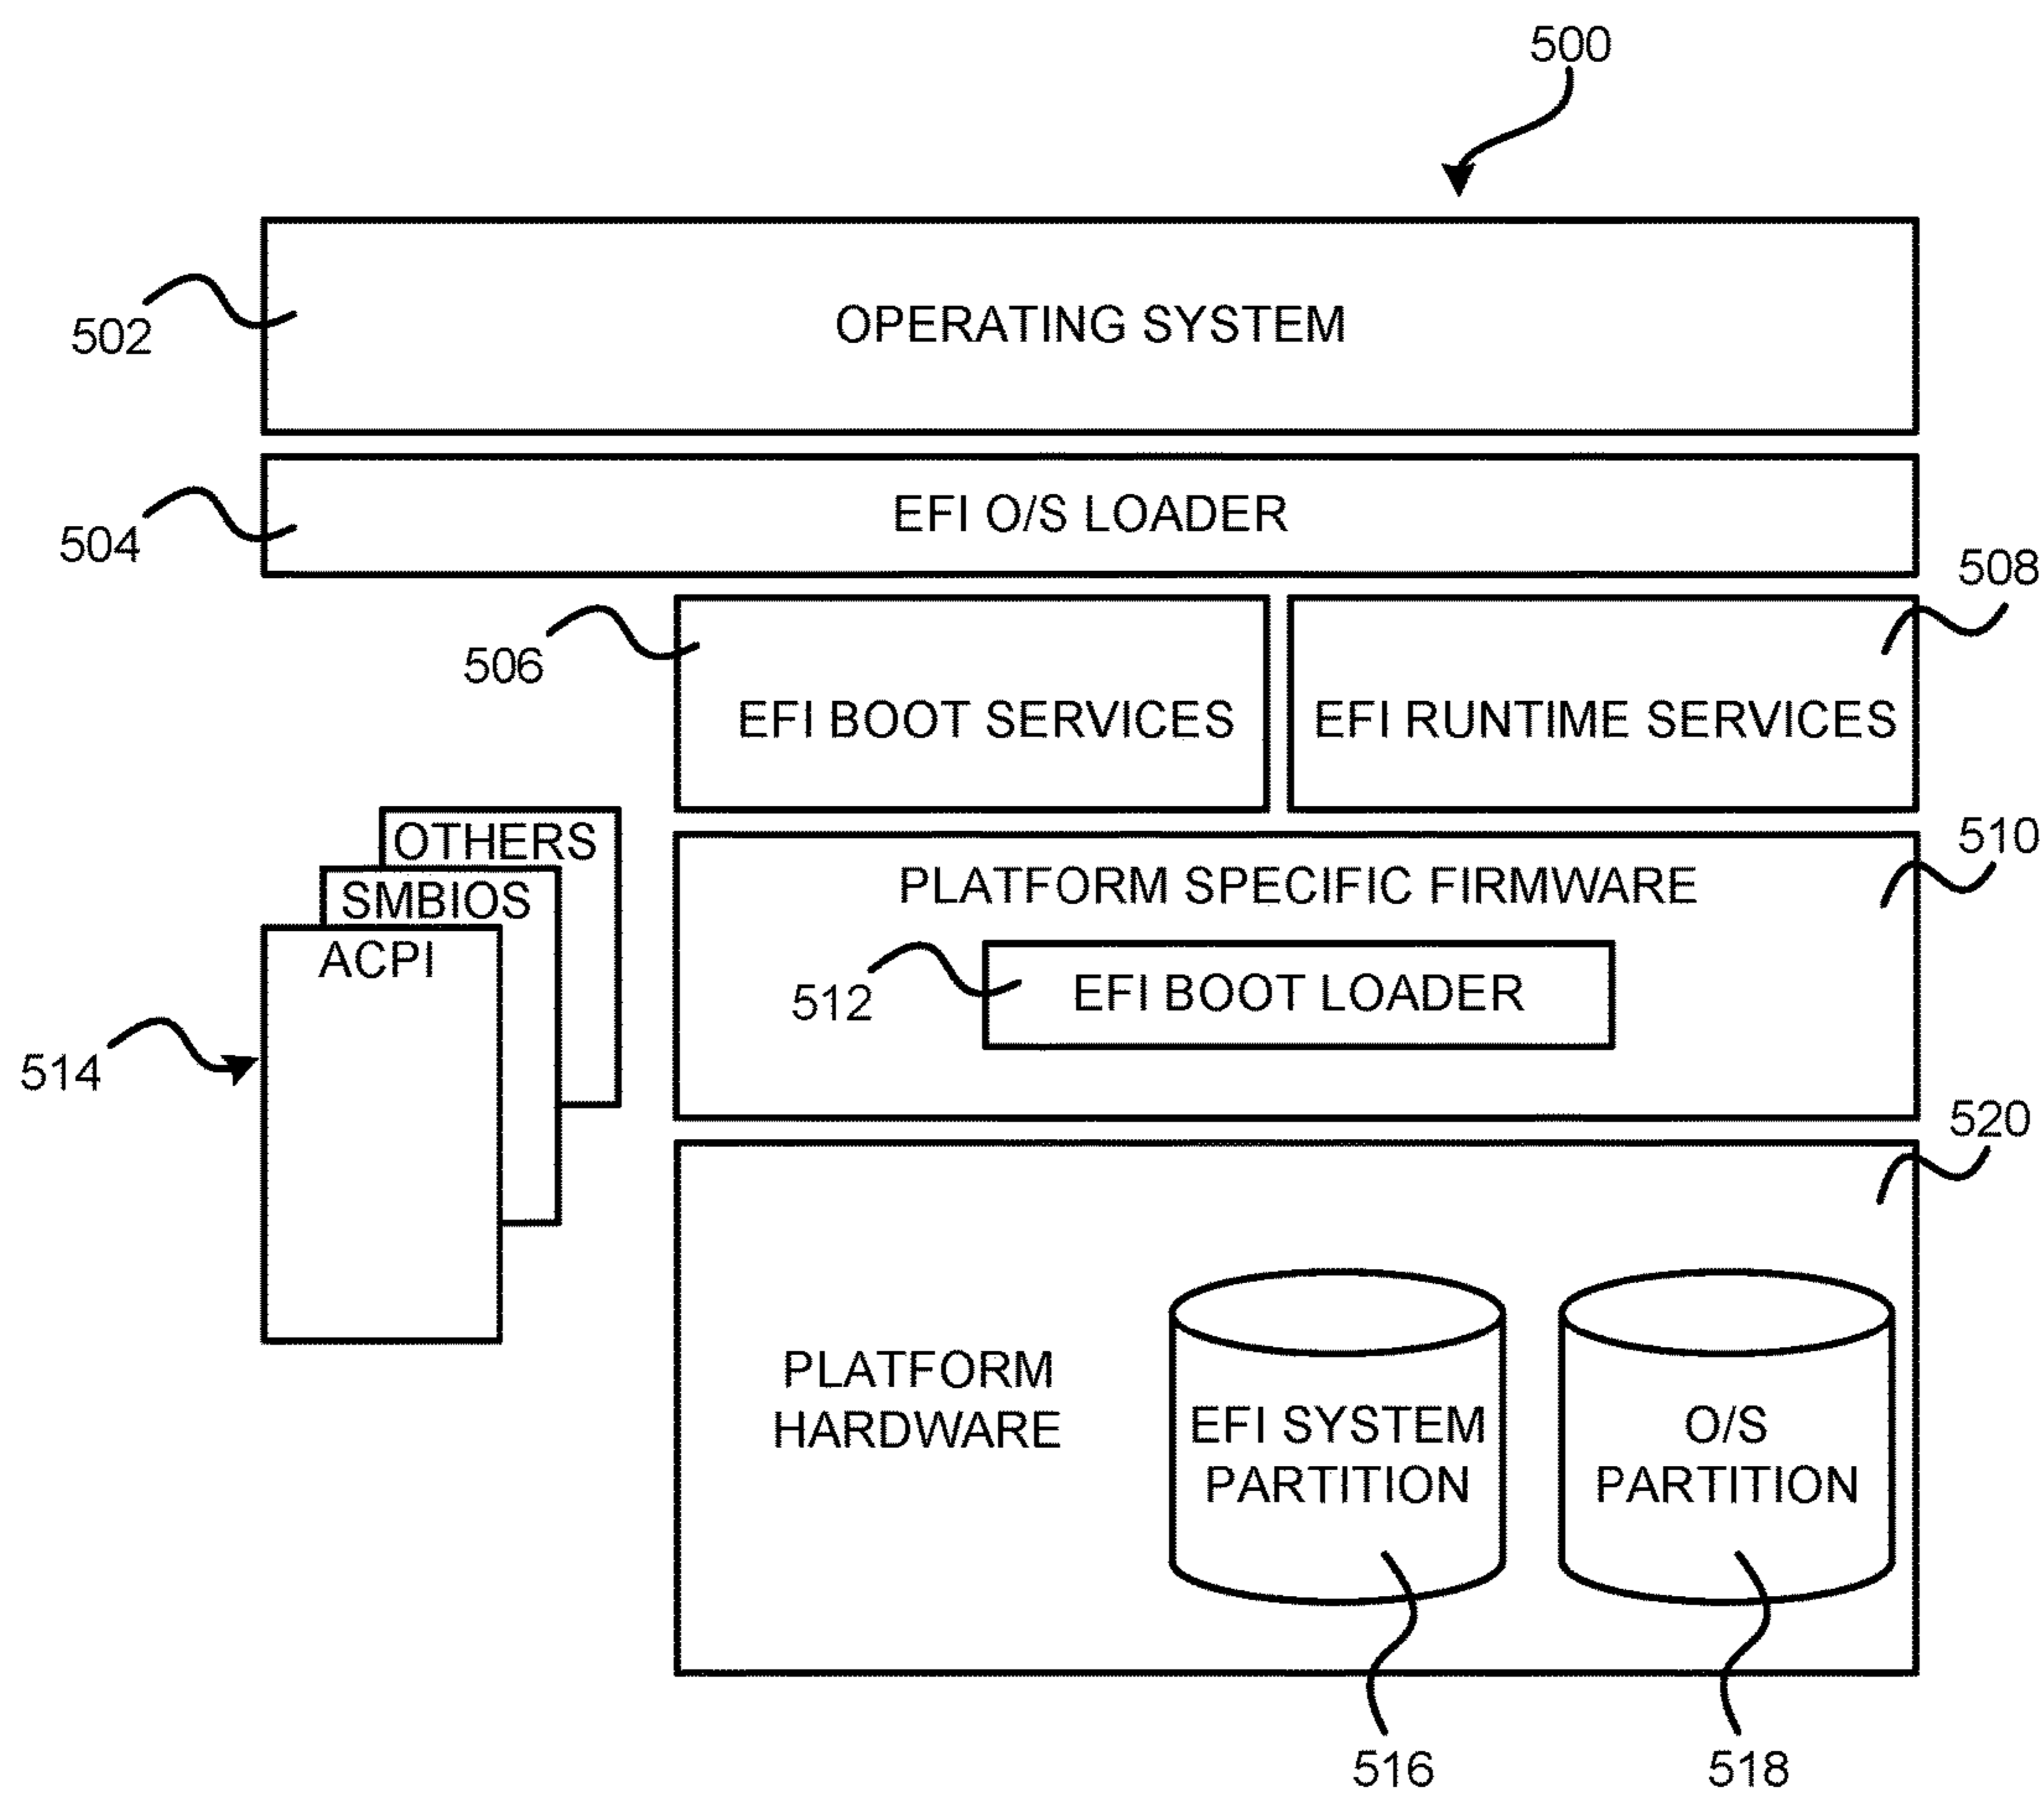 500
502
OPERATING SYSTEM
504
EFI O/S LOADER
508
506
EFI BOOT SERVICES
EFI RUNTIME SERVICES
510
OTHERS
SMBIOS
ACPI
PLATFORM SPECIFIC FIRMWARE
512
EFI BOOT LOADER
514
520
PLATFORM
HARDWARE
EFI SYSTEM
PARTITION
O/S
PARTITION
516
518